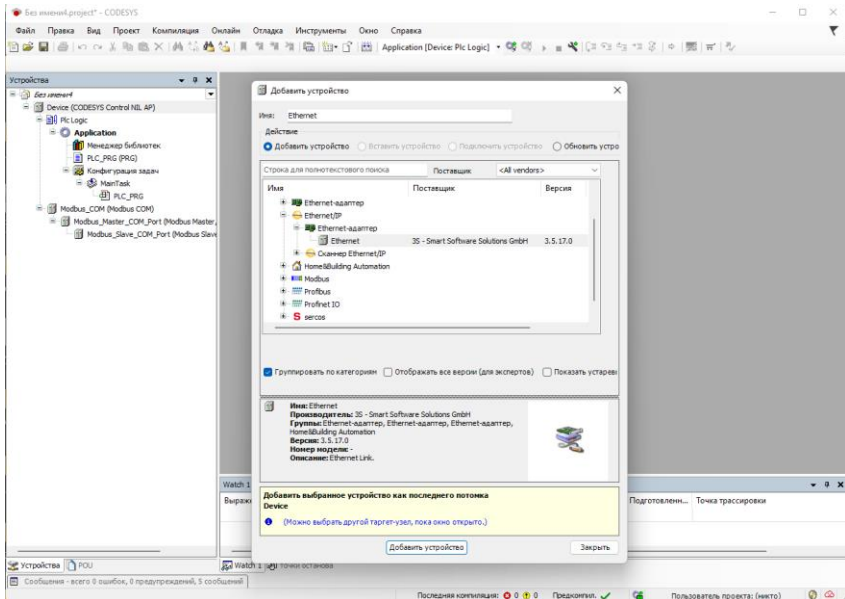 Без имени4.project* - CODESYS
Файл Правка Вид Проект Компиляция Онлайн Отладка Инструменты Окно Справка
Application [Device: Plc Logic]
Устройства
Без имени4
Device (CODESYS Control NIL AP)
Plc Logic
Application
Менеджер библиотек
PLC_PRG (PRG)
Конфигурация задач
MainTask
PLC_PRG
Modbus_COM (Modbus COM)
Modbus_Master_COM_Port (Modbus Master,
Modbus_Slave_COM_Port (Modbus Slave
Устройства POU
Добавить устройство
Имя: Ethernet
Действие
Добавить устройство Вставить устройство Подключить устройство Обновить устро
Строка для полнотекстового поиска Поставщик <All vendors>
Имя Поставщик Версия
Ethernet-адаптер
Ethernet/IP
Ethernet-адаптер
Ethernet 3S - Smart Software Solutions GmbH 3.5.17.0
Сканнер Ethernet/IP
Home&Building Automation
Modbus
Profibus
Profinet IO
sercos
Группировать по категориям Отображать все версии (для экспертов) Показать устареви
Имя: Ethernet
Производитель: 3S - Smart Software Solutions GmbH
Группы: Ethernet-адаптер, Ethernet-адаптер, Ethernet-адаптер,
Home&Building Automation
Версия: 3.5.17.0
Номер модели: -
Описание: Ethernet Link.
Добавить выбранное устройство как последнего потомка
Device
(Можно выбрать другой таргет-узел, пока окно открыто.)
Добавить устройство Закрыть
Watch 1
Выраже
Подготовленн... Точка трассировки
Watch 1 Точки останова
Сообщения - всего 0 ошибок, 0 предупреждений, 5 сообщений
Последняя компиляция: 0 0 Предкомпил. Пользователь проекта: (никто)